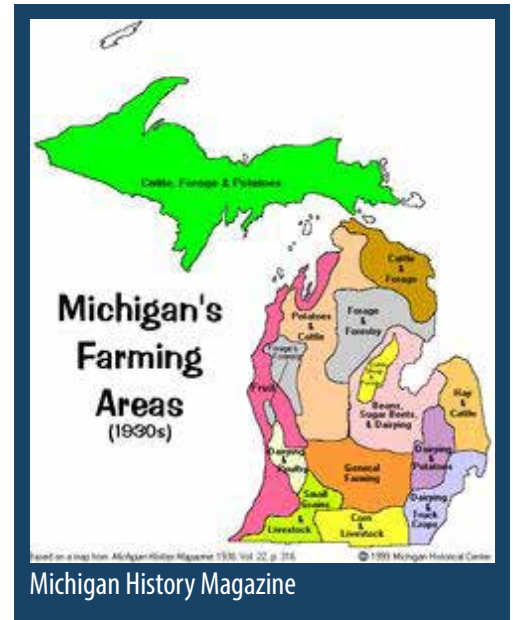 Cattle, Forage & Potatoes
Cattle
&
Forage
Michigan's
Farming
Areas
(1930s)
Potatoes
&
Cattle
Forage
&
Forestry
Fruit
Beans,
Sugar Beets,
& Dairying
Hay
&
Cattle
Dairying
&
Poultry
General
Farming
Dairying
&
Potatoes
Small
Grains
& Livestock
Corn
&
Livestock
Dairying
&
Truck
Crops
Based on a map from Michigan History Magazine 1938, Vol. 22, p. 316
© 1999 Michigan Historical Center
Michigan History Magazine